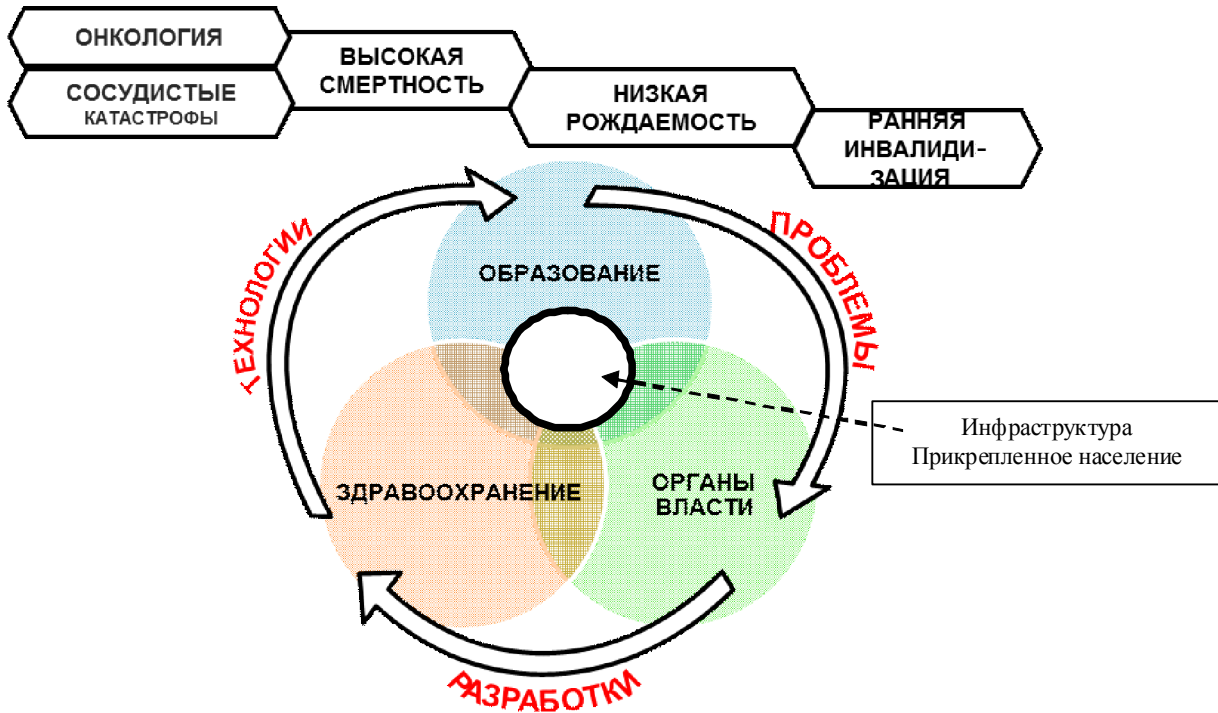 ОНКОЛОГИЯ
СОСУДИСТЫЕ
КАТАСТРОФЫ
ВЫСОКАЯ
СМЕРТНОСТЬ
НИЗКАЯ
РОЖДАЕМОСТЬ
РАННЯЯ
ИНВАЛИДИ-
ЗАЦИЯ
ТЕХНОЛОГИИ
ПРОБЛЕМЫ
ОБРАЗОВАНИЕ
Инфраструктура
Прикрепленное население
ЗДРАВООХРАНЕНИЕ
ОРГАНЫ
ВЛАСТИ
РАЗРАБОТКИ